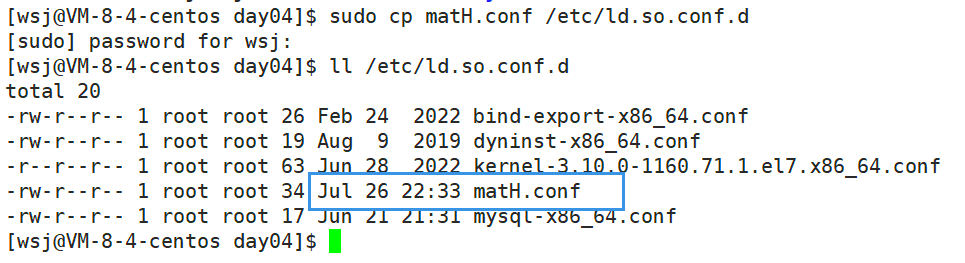 [wsj@VM-8-4-centos day04]$ sudo cp matH.conf /etc/ld.so.conf.d
[sudo] password for wsj:
[wsj@VM-8-4-centos day04]$ ll /etc/ld.so.conf.d
total 20
-rw-r--r-- 1 root root 26 Feb 24  2022 bind-export-x86_64.conf
-rw-r--r-- 1 root root 19 Aug  9  2019 dyninst-x86_64.conf
-r--r--r-- 1 root root 63 Jun 28  2022 kernel-3.10.0-1160.71.1.el7.x86_64.conf
-rw-r--r-- 1 root root 34 Jul 26 22:33 matH.conf
-rw-r--r-- 1 root root 17 Jun 21 21:31 mysql-x86_64.conf
[wsj@VM-8-4-centos day04]$